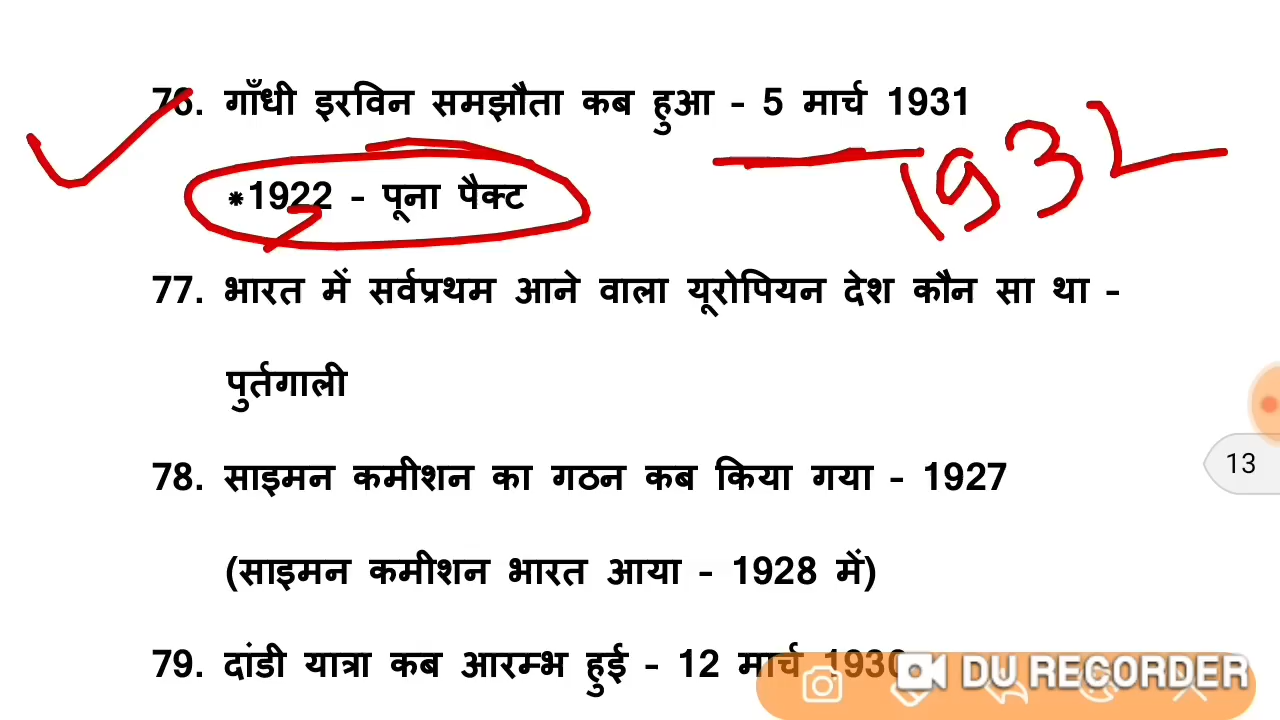 76. गाँधी इरविन समझौता कब हुआ - 5 मार्च 1931
1932
*1922 - पूना पैक्ट
77. भारत में सर्वप्रथम आने वाला यूरोपियन देश कौन सा था -
पुर्तगाली
13
78. साइमन कमीशन का गठन कब किया गया - 1927
(साइमन कमीशन भारत आया - 1928 में)
79. दांडी यात्रा कब आरम्भ हुई - 12 मार्च 1930
DU RECORDER